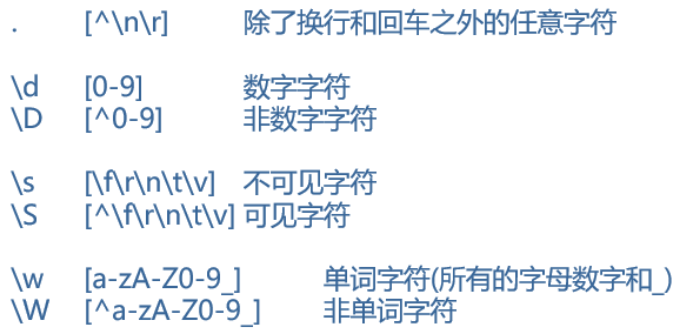 . [^\n\r] 除了换行和回车之外的任意字符
\d [0-9] 数字字符
\D [^0-9] 非数字字符
\s [\f\r\n\t\v] 不可见字符
\S [^\f\r\n\t\v] 可见字符
\w [a-zA-Z0-9_] 单词字符(所有的字母数字和_)
\W [^a-zA-Z0-9_] 非单词字符